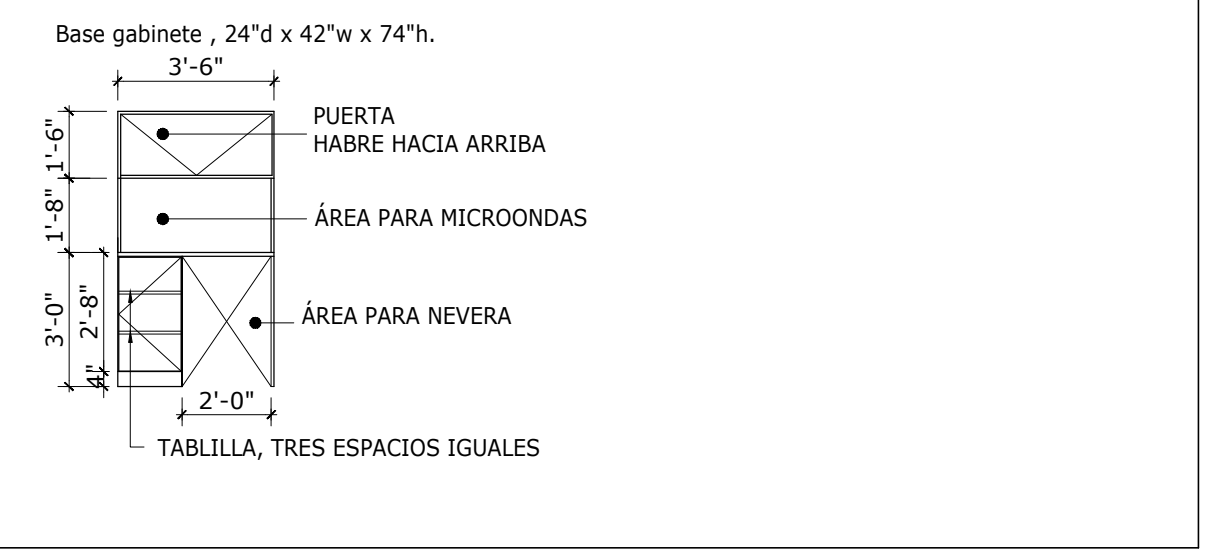 Base gabinete , 24"d x 42"w x 74"h.
3'-6"
PUERTA
HABRE HACIA ARRIBA
1'-6"
1'-8"
ÁREA PARA MICROONDAS
3'-0"
2'-8"
4"
ÁREA PARA NEVERA
2'-0"
TABLILLA, TRES ESPACIOS IGUALES